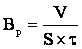 Bₚ = V / (S × τ)